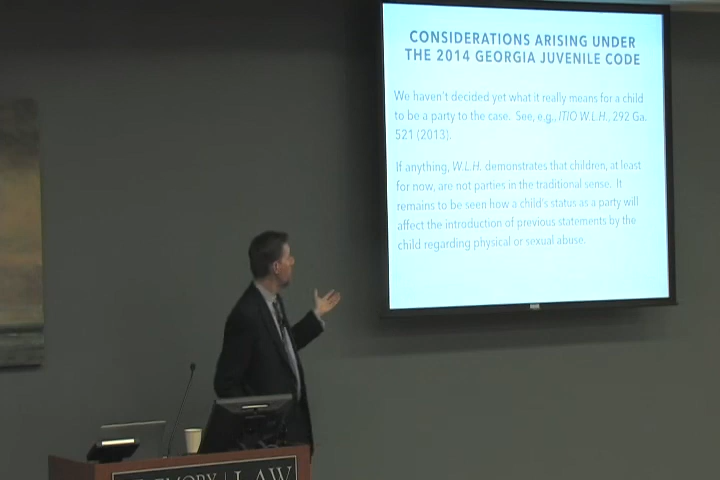 CONSIDERATIONS ARISING UNDER
THE 2014 GEORGIA JUVENILE CODE
We haven't decided yet what it really means for a child
to be a party to the case. See, e.g., ITIO W.L.H., 292 Ga.
521 (2013).
If anything, W.L.H. demonstrates that children, at least
for now, are not parties in the traditional sense. It
remains to be seen how a child's status as a party will
affect the introduction of previous statements by the
child regarding physical or sexual abuse.
EMORY | LAW